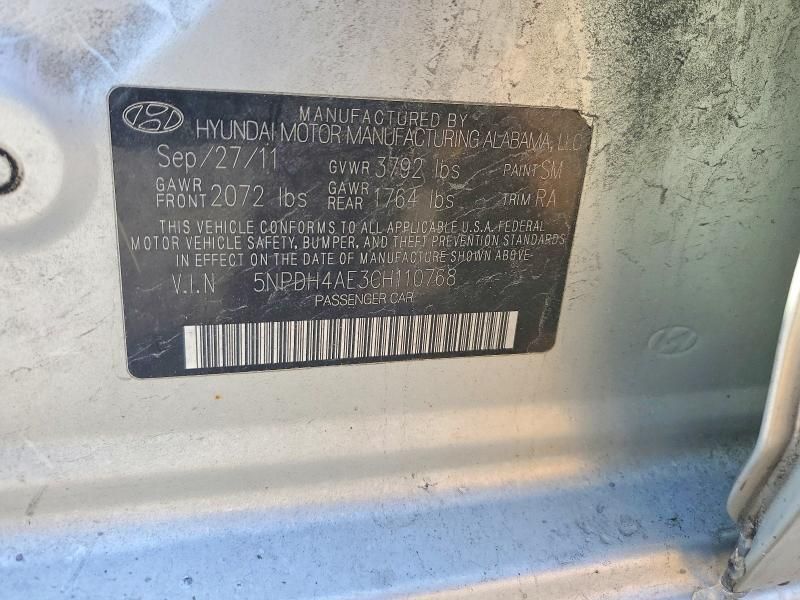 MANUFACTURED BY
HYUNDAI MOTOR MANUFACTURING ALABAMA, LLC
Sep/27/11 GVWR 3792 lbs PAINT SM
GAWR FRONT 2072 lbs GAWR REAR 1764 lbs TRIM RA
THIS VEHICLE CONFORMS TO ALL APPLICABLE U.S.A. FEDERAL
MOTOR VEHICLE SAFETY, BUMPER, AND THEFT PREVENTION STANDARDS
IN EFFECT ON THE DATE OF MANUFACTURE SHOWN ABOVE.
V.I.N 5NPDH4AE3CH110768
PASSENGER CAR